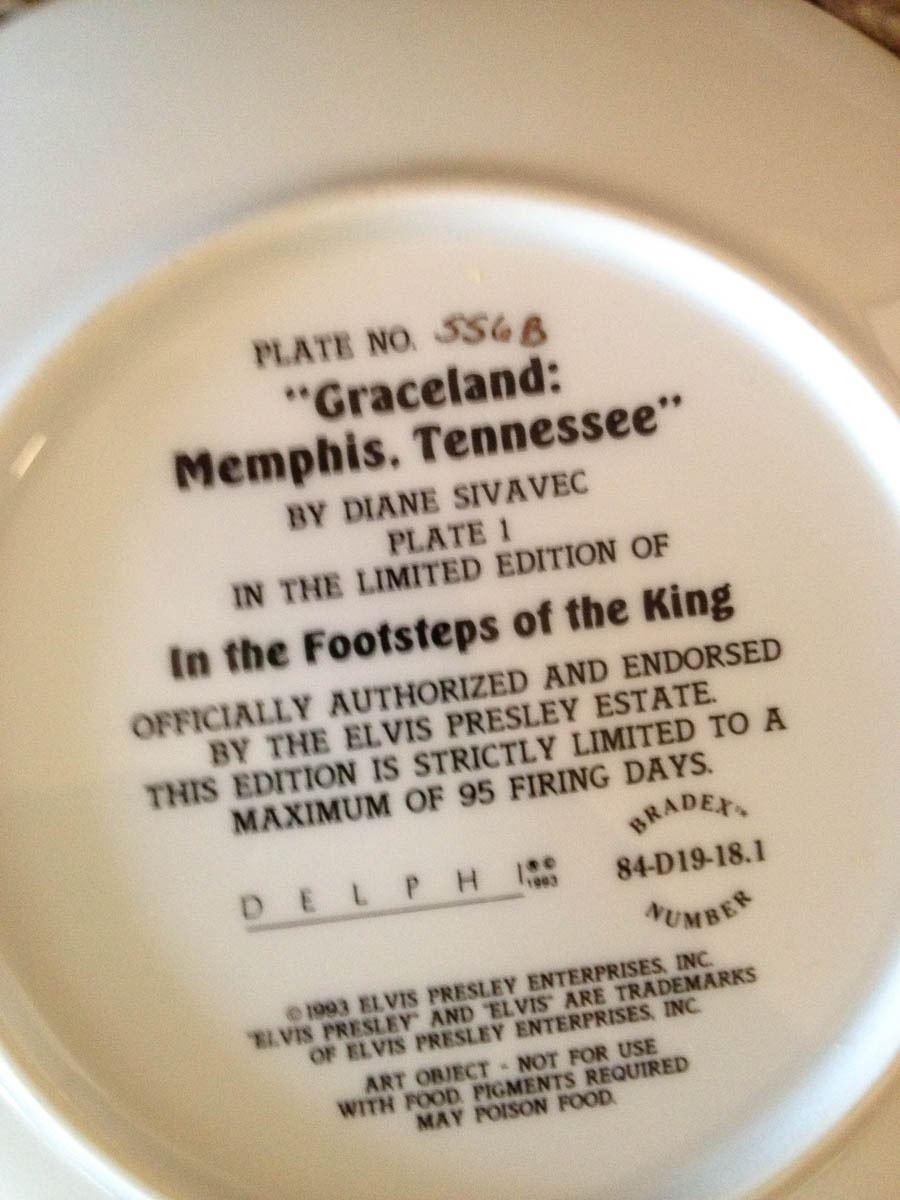 PLATE NO. 556B
"Graceland:
Memphis, Tennessee"
BY DIANE SIVAVEC
PLATE 1
IN THE LIMITED EDITION OF
In the Footsteps of the King
OFFICIALLY AUTHORIZED AND ENDORSED
BY THE ELVIS PRESLEY ESTATE.
THIS EDITION IS STRICTLY LIMITED TO A
MAXIMUM OF 95 FIRING DAYS.
BRADEX™
84-D19-18.1
NUMBER
DELPHI ®© 1993
©1993 ELVIS PRESLEY ENTERPRISES, INC.
"ELVIS PRESLEY" AND "ELVIS" ARE TRADEMARKS
OF ELVIS PRESLEY ENTERPRISES, INC.
ART OBJECT - NOT FOR USE
WITH FOOD. PIGMENTS REQUIRED
MAY POISON FOOD.